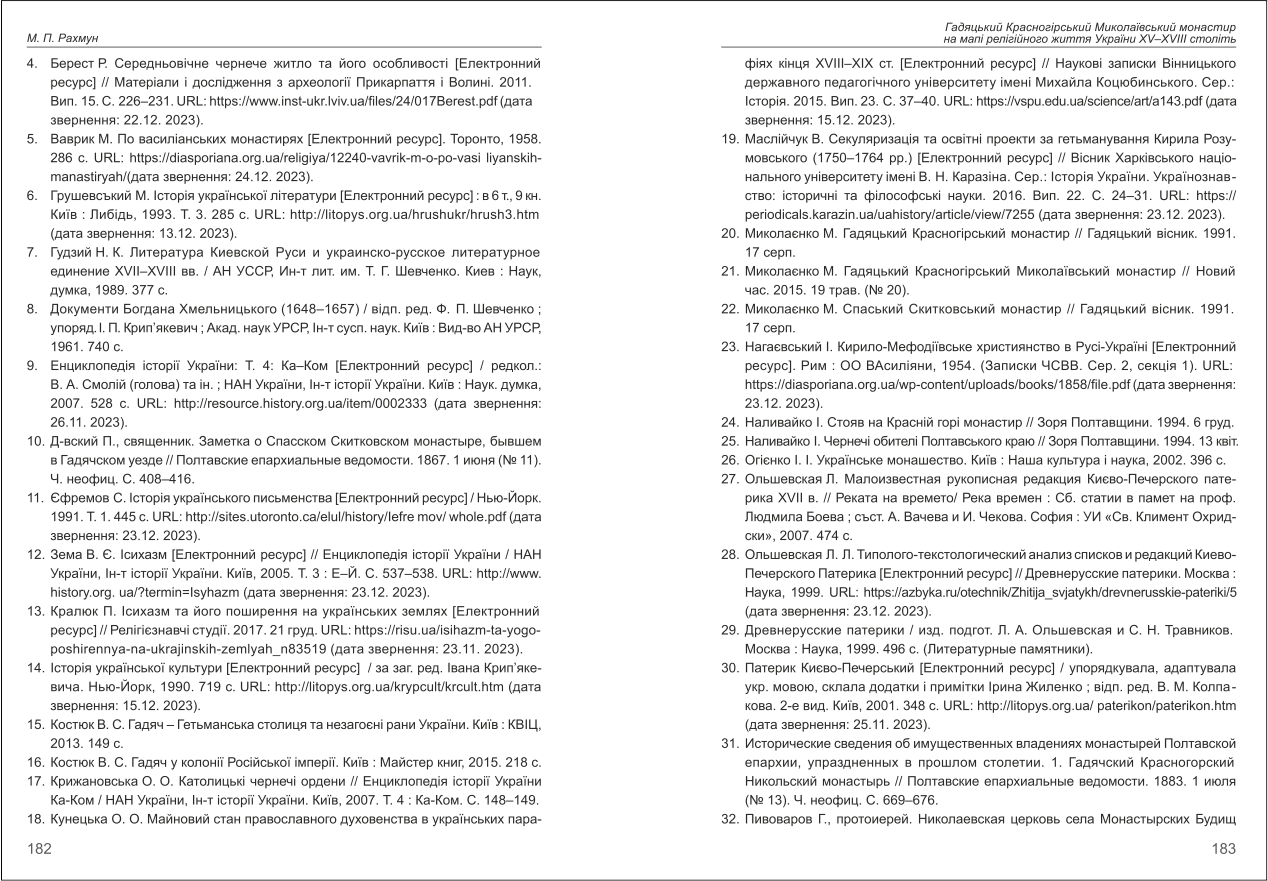 М. П. Рахмун
4. Берест Р. Середньовічне чернече житло та його особливості [Електронний
ресурс] // Матеріали і дослідження з археології Прикарпаття і Волині. 2011.
Вип. 15. С. 226–231. URL: https://www.inst-ukr.lviv.ua/files/24/017Berest.pdf (дата
звернення: 22.12. 2023).
5. Ваврик М. По василіанських монастирях [Електронний ресурс]. Торонто, 1958.
286 с. URL: https://diasporiana.org.ua/religiya/12240-vavrik-m-o-po-vasi liyanskih-
manastiryah/(дата звернення: 24.12. 2023).
6. Грушевський М. Історія української літератури [Електронний ресурс] : в 6 т., 9 кн.
Київ : Либідь, 1993. Т. 3. 285 с. URL: http://litopys.org.ua/hrushukr/hrush3.htm
(дата звернення: 13.12. 2023).
7. Гудзий Н. К. Литература Киевской Руси и украинско-русское литературное
единение XVII–XVIII вв. / АН УССР, Ин-т лит. им. Т. Г. Шевченко. Киев : Наук,
думка, 1989. 377 с.
8. Документи Богдана Хмельницького (1648–1657) / відп. ред. Ф. П. Шевченко ;
упоряд. І. П. Крип’якевич ; Акад. наук УРСР, Ін-т сусп. наук. Київ : Вид-во АН УРСР,
1961. 740 с.
9. Енциклопедія історії України: Т. 4: Ка–Ком [Електронний ресурс] / редкол.:
В. А. Смолій (голова) та ін. ; НАН України, Ін-т історії України. Київ : Наук. думка,
2007. 528 с. URL: http://resource.history.org.ua/item/0002333 (дата звернення:
26.11. 2023).
10. Д-вский П., священник. Заметка о Спасском Скитковском монастыре, бывшем
в Гадячском уезде // Полтавские епархиальные ведомости. 1867. 1 июня (№ 11).
Ч. неофиц. С. 408–416.
11. Єфремов С. Історія українського письменства [Електронний ресурс] / Нью-Йорк.
1991. Т. 1. 445 с. URL: http://sites.utoronto.ca/elul/history/Iefre mov/ whole.pdf (дата
звернення: 23.12. 2023).
12. Зема В. Є. Ісихазм [Електронний ресурс] // Енциклопедія історії України / НАН
України, Ін-т історії України. Київ, 2005. Т. 3 : Е–Й. С. 537–538. URL: http://www.
history.org. ua/?termin=Isyhazm (дата звернення: 23.12. 2023).
13. Кралюк П. Ісихазм та його поширення на українських землях [Електронний
ресурс] // Релігієзнавчі студії. 2017. 21 груд. URL: https://risu.ua/isihazm-ta-yogo-
poshirennya-na-ukrajinskih-zemlyah_n83519 (дата звернення: 23.11. 2023).
14. Історія української культури [Електронний ресурс] / за заг. ред. Івана Крип’яке-
вича. Нью-Йорк, 1990. 719 с. URL: http://litopys.org.ua/krypcult/krcult.htm (дата
звернення: 15.12. 2023).
15. Костюк В. С. Гадяч – Гетьманська столиця та незагоєні рани України. Київ : КВІЦ,
2013. 149 с.
16. Костюк В. С. Гадяч у колонії Російської імперії. Київ : Майстер книг, 2015. 218 с.
17. Крижановська О. О. Католицькі чернечі ордени // Енциклопедія історії України
Ка-Ком / НАН України, Ін-т історії України. Київ, 2007. Т. 4 : Ка-Ком. С. 148–149.
18. Кунецька О. О. Майновий стан православного духовенства в українських пара-
182
Гадяцький Красногірський Миколаївський монастир
на мапі релігійного життя України XV–XVIII століть
фіях кінця XVIII–XIX ст. [Електронний ресурс] // Наукові записки Вінницького
державного педагогічного університету імені Михайла Коцюбинського. Сер.:
Історія. 2015. Вип. 23. С. 37–40. URL: https://vspu.edu.ua/science/art/a143.pdf (дата
звернення: 15.12. 2023).
19. Маслійчук В. Секуляризація та освітні проекти за гетьманування Кирила Розу-
мовського (1750–1764 рр.) [Електронний ресурс] // Вісник Харківського націо-
нального університету імені В. Н. Каразіна. Сер.: Історія України. Українознав-
ство: історичні та філософські науки. 2016. Вип. 22. С. 24–31. URL: https://
periodicals.karazin.ua/uahistory/article/view/7255 (дата звернення: 23.12. 2023).
20. Миколаєнко М. Гадяцький Красногірський монастир // Гадяцький вісник. 1991.
17 серп.
21. Миколаєнко М. Гадяцький Красногірський Миколаївський монастир // Новий
час. 2015. 19 трав. (№ 20).
22. Миколаєнко М. Спаський Скитковський монастир // Гадяцький вісник. 1991.
17 серп.
23. Нагаєвський І. Кирило-Мефодіївське християнство в Русі-Україні [Електронний
ресурс]. Рим : ОО ВАсиліяни, 1954. (Записки ЧСВВ. Сер. 2, секція 1). URL:
https://diasporiana.org.ua/wp-content/uploads/books/1858/file.pdf (дата звернення:
23.12. 2023).
24. Наливайко І. Стояв на Красній горі монастир // Зоря Полтавщини. 1994. 6 груд.
25. Наливайко І. Чернечі обителі Полтавського краю // Зоря Полтавщини. 1994. 13 квіт.
26. Огієнко І. І. Українське монашество. Київ : Наша культура і наука, 2002. 396 с.
27. Ольшевская Л. Малоизвестная рукописная редакция Києво-Печерского пате-
рика XVII в. // Реката на времето/ Река времен : Сб. статии в памет на проф.
Людмила Боева ; съст. А. Вачева и И. Чекова. София : УИ «Св. Климент Охрид-
ски», 2007. 474 с.
28. Ольшевская Л. Л. Типолого-текстологический анализ списков и редакций Киево-
Печерского Патерика [Електронний ресурс] // Древнерусские патерики. Москва :
Наука, 1999. URL: https://azbyka.ru/otechnik/Zhitija_svjatykh/drevnerusskie-pateriki/5
(дата звернення: 23.12. 2023).
29. Древнерусские патерики / изд. подгот. Л. А. Ольшевская и С. Н. Травников.
Москва : Наука, 1999. 496 с. (Литературные памятники).
30. Патерик Києво-Печерський [Електронний ресурс] / упорядкувала, адаптувала
укр. мовою, склала додатки і примітки Ірина Жиленко ; відп. ред. В. М. Колпа-
кова. 2-е вид. Київ, 2001. 348 с. URL: http://litopys.org.ua/ paterikon/paterikon.htm
(дата звернення: 25.11. 2023).
31. Исторические сведения об имущественных владениях монастырей Полтавской
епархии, упраздненных в прошлом столетии. 1. Гадячский Красногорский
Никольский монастырь // Полтавские епархиальные ведомости. 1883. 1 июля
(№ 13). Ч. неофиц. С. 669–676.
32. Пивоваров Г., протоиерей. Николаевская церковь села Монастырских Будищ
183